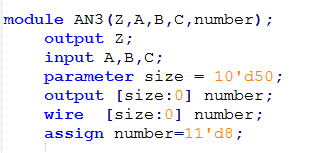 module AN3(Z,A,B,C,number);
output Z;
input A,B,C;
parameter size = 10'd50;
output [size:0] number;
wire [size:0] number;
assign number=11'd8;